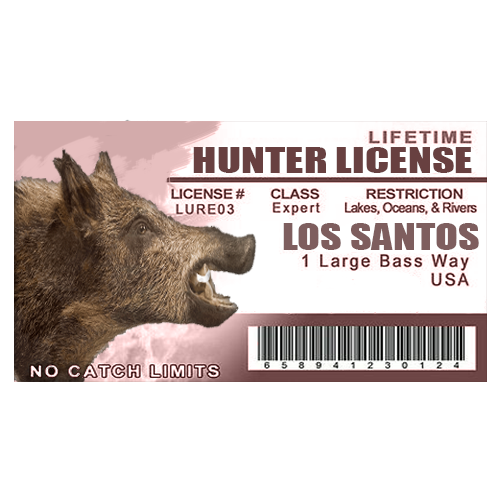 LIFETIME
HUNTER LICENSE
LICENSE # CLASS RESTRICTION
LURE03 Expert Lakes, Oceans, & Rivers
LOS SANTOS
1 Large Bass Way
USA
6 5 8 9 4 1 2 3 0 1 2 4
NO CATCH LIMITS